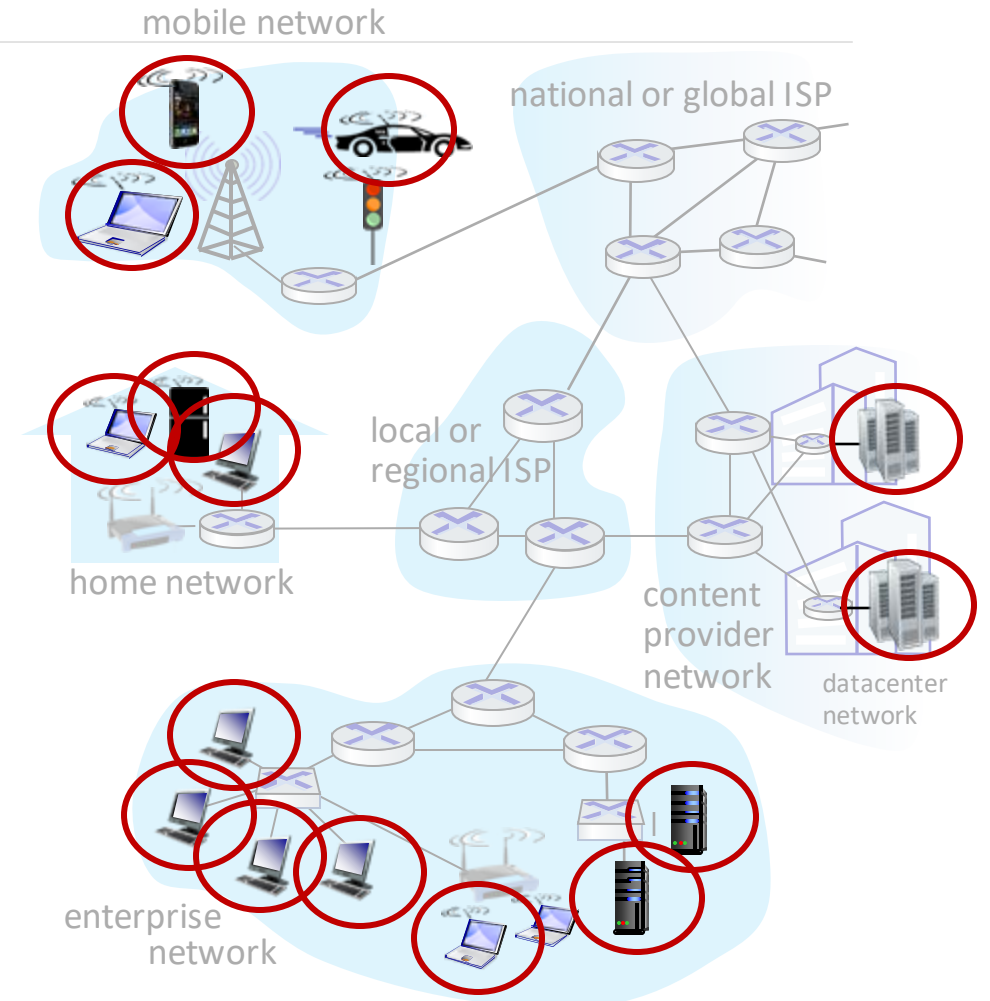 mobile network
national or global ISP
local or
regional ISP
home network
content
provider
network
datacenter
network
enterprise
network